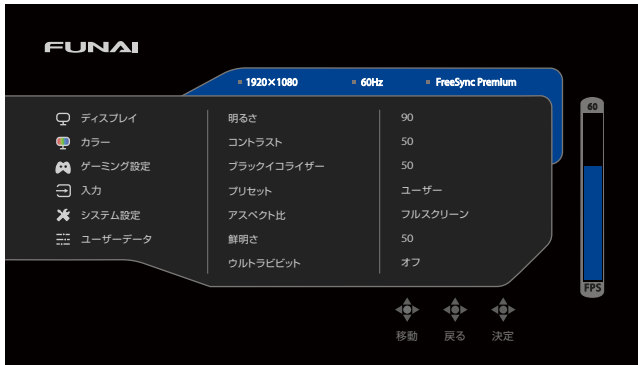 FUNAI
1920×1080 60Hz FreeSync Premium
60
ディスプレイ 明るさ 90
カラー コントラスト 50
ゲーミング設定 ブラックイコライザー 50
入力 プリセット ユーザー
システム設定 アスペクト比 フルスクリーン
ユーザーデータ 鮮明さ 50
ウルトラビビット オフ
FPS
移動 戻る 決定